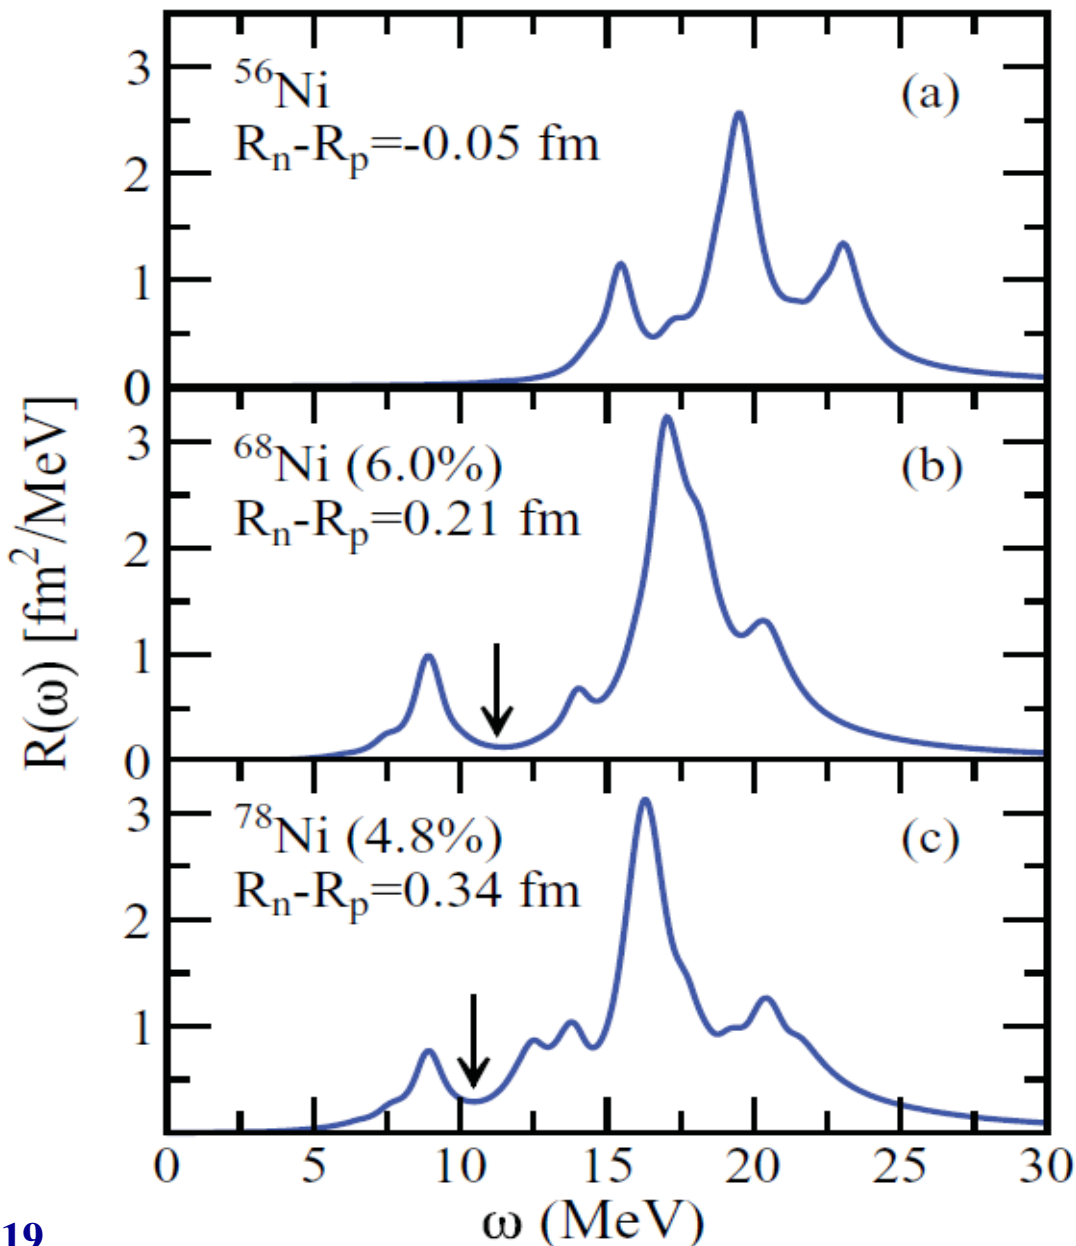 3
⁵⁶Ni
(a)
Rₙ-Rₚ=-0.05 fm
2
1
0
3
⁶⁸Ni (6.0%)
(b)
Rₙ-Rₚ=0.21 fm
2
1
0
3
⁷⁸Ni (4.8%)
(c)
Rₙ-Rₚ=0.34 fm
2
1
R(ω) [fm²/MeV]
0 5 10 15 20 25 30
ω (MeV)
19